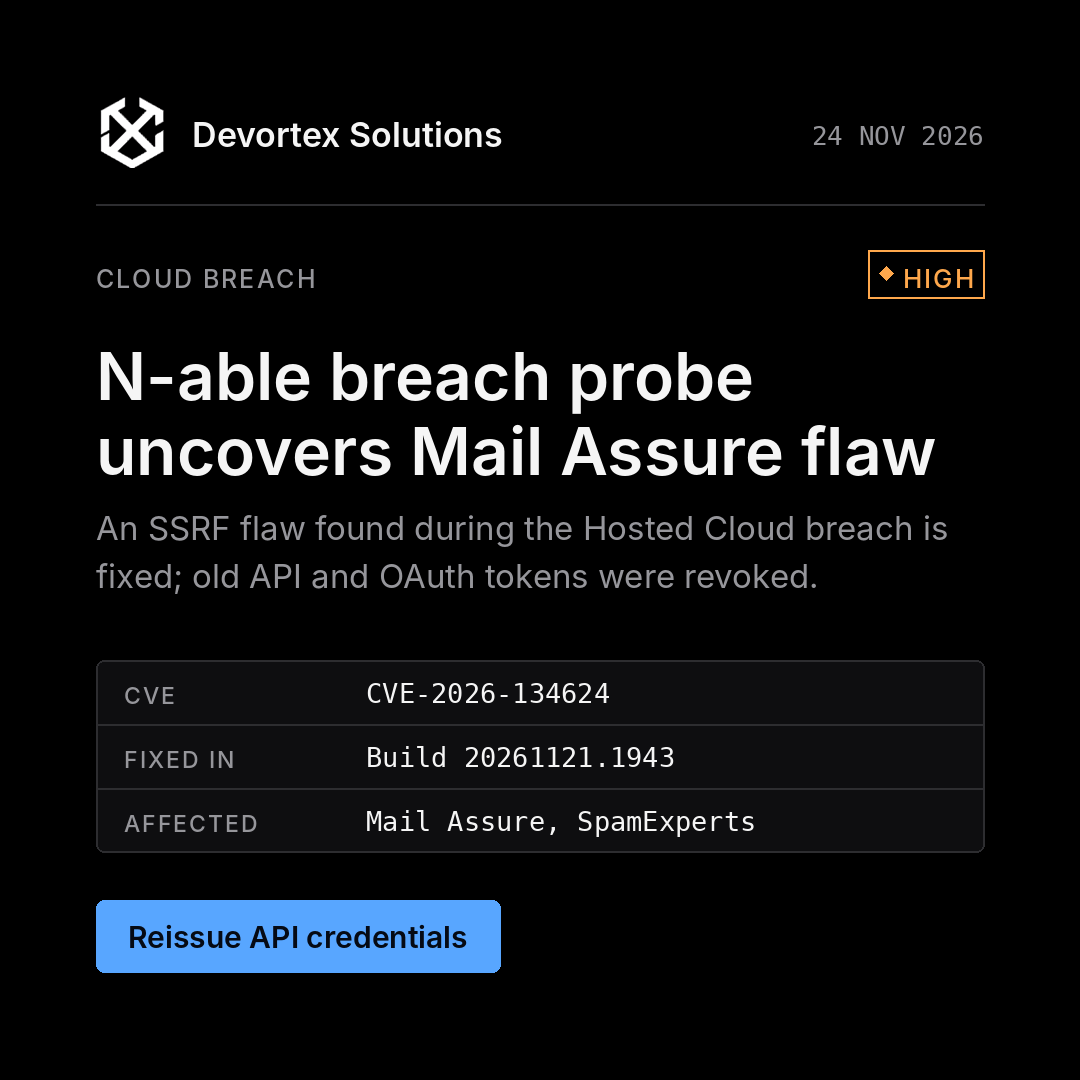 Devortex Solutions
24 NOV 2026
CLOUD BREACH
HIGH
N-able breach probe
uncovers Mail Assure flaw
An SSRF flaw found during the Hosted Cloud breach is
fixed; old API and OAuth tokens were revoked.
CVE CVE-2026-134624
FIXED IN Build 20261121.1943
AFFECTED Mail Assure, SpamExperts
Reissue API credentials